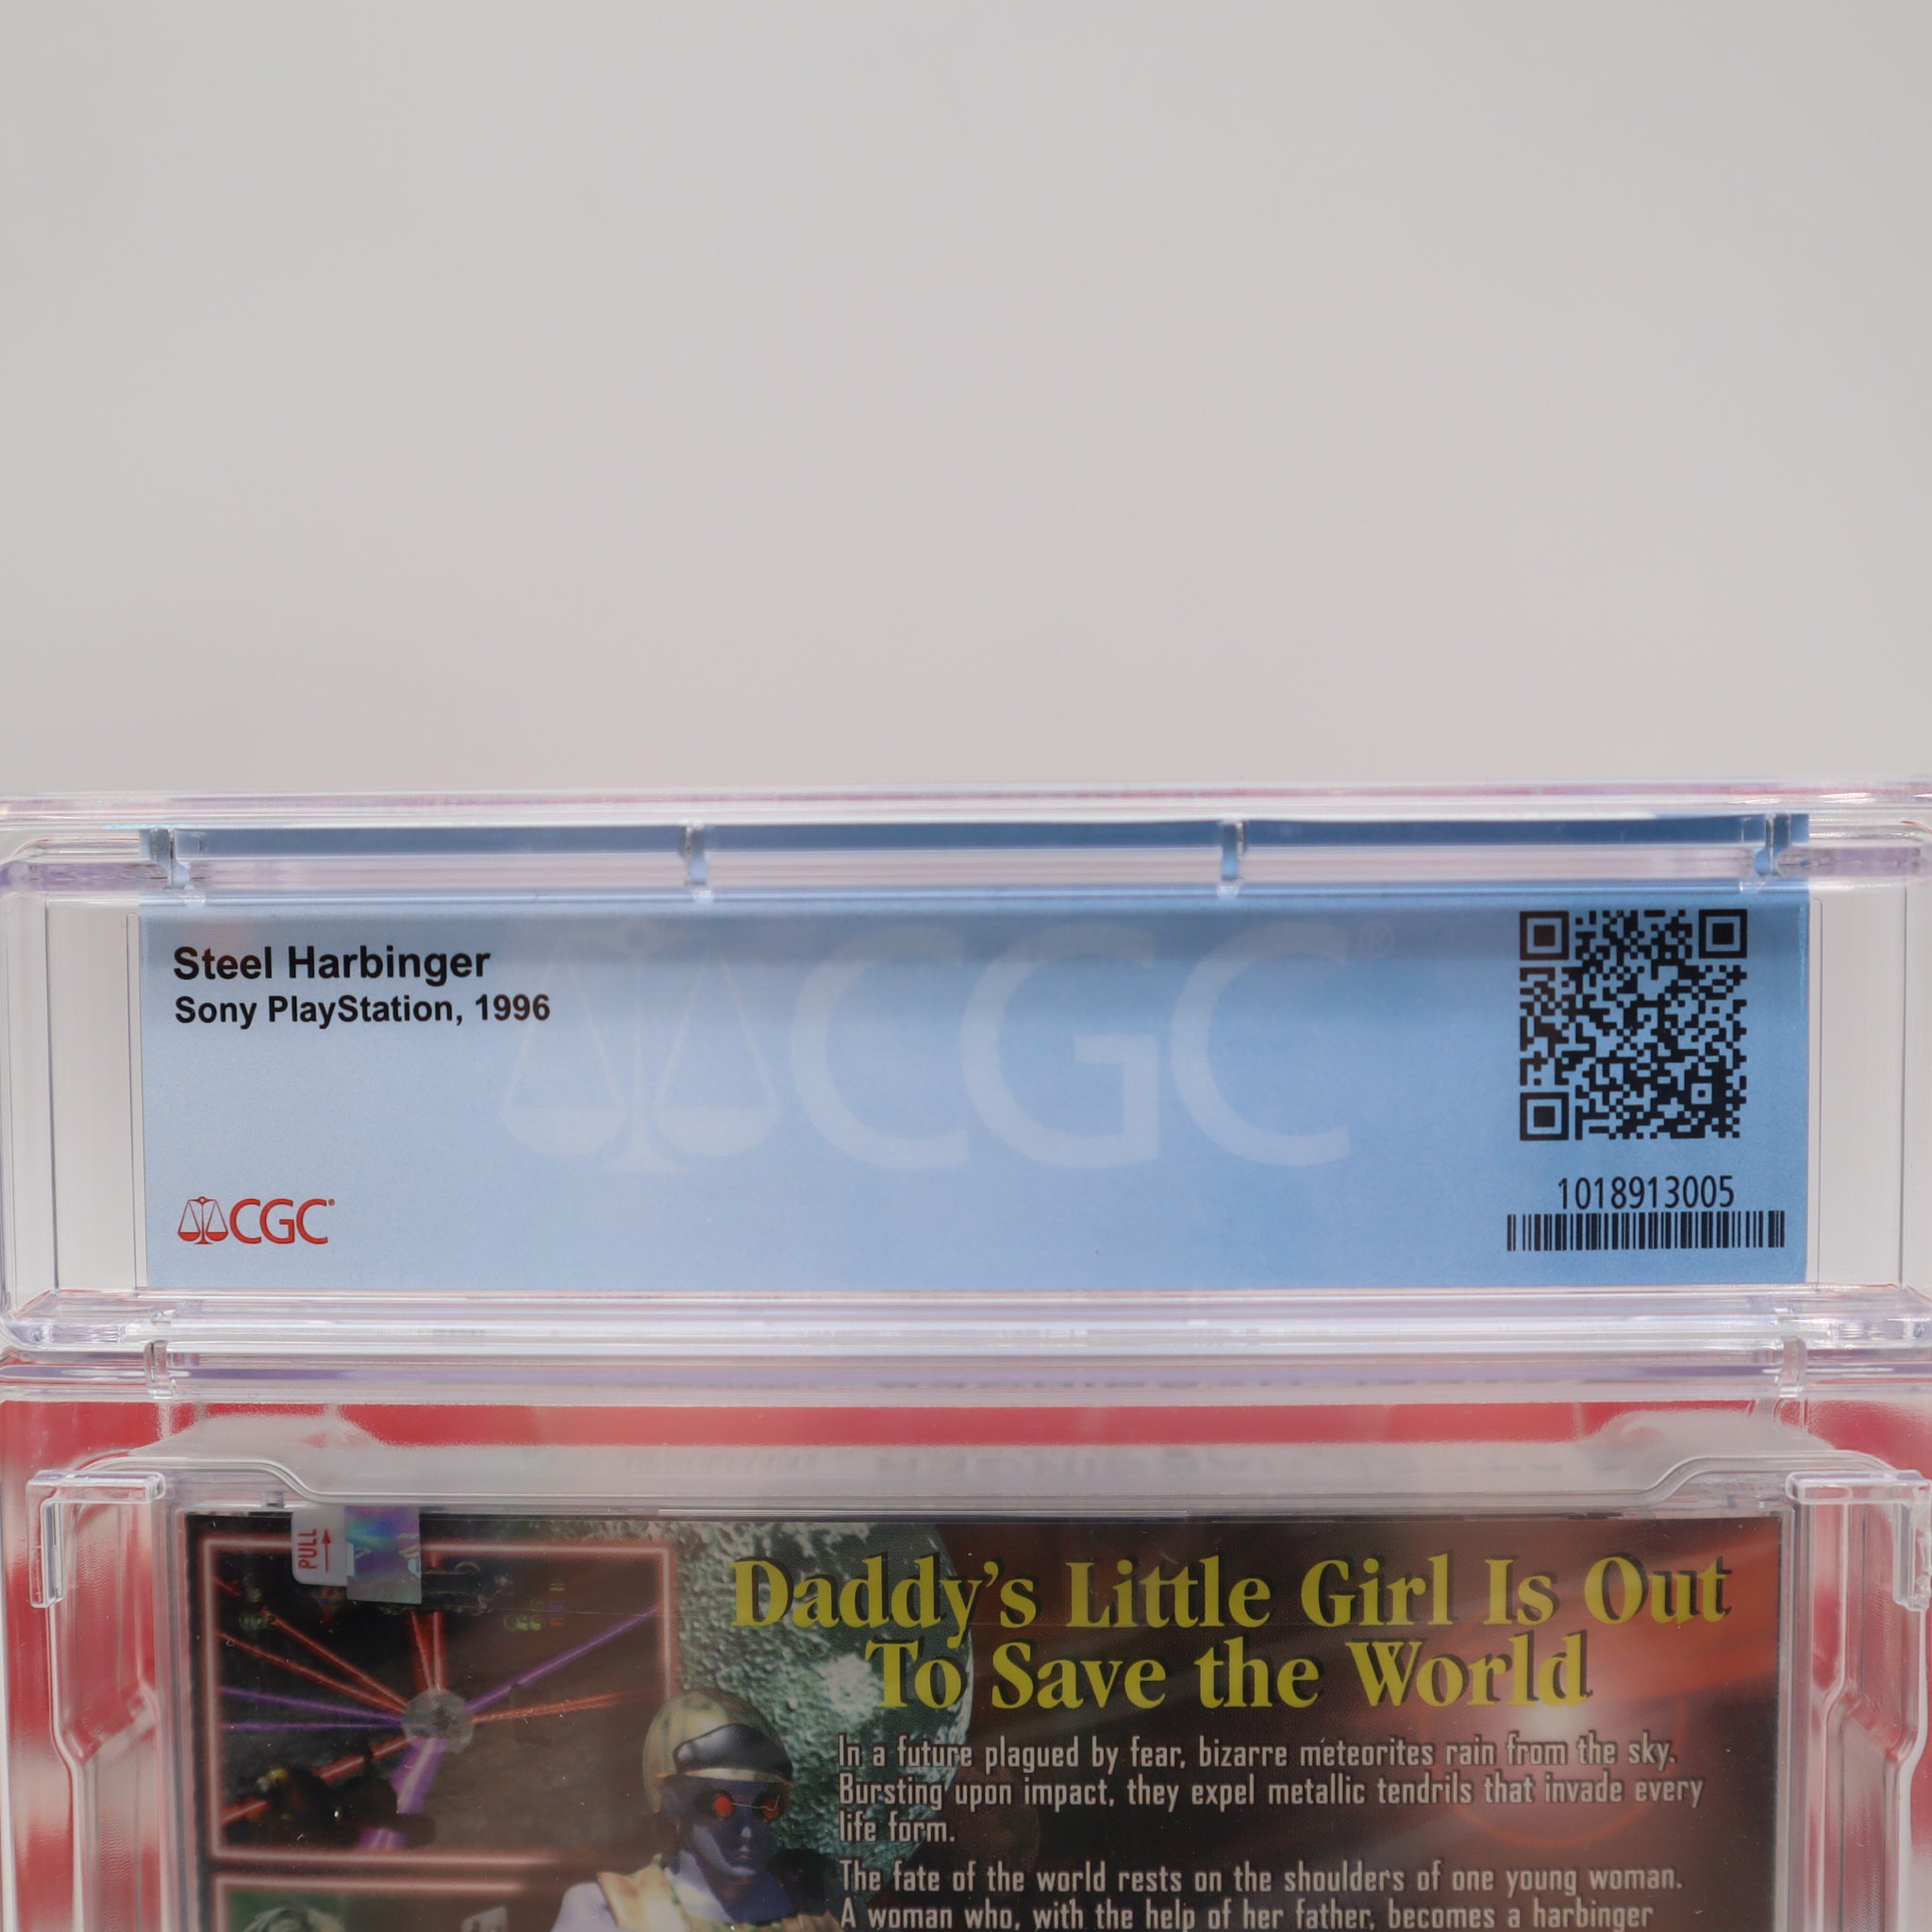 CGC
Steel Harbinger
Sony PlayStation, 1996
CGC
1018913005
PULL
Daddy's Little Girl Is Out
To Save the World
In a future plagued by fear, bizarre meteorites rain from the sky.
Bursting upon impact, they expel metallic tendrils that invade every
life form.
The fate of the world rests on the shoulders of one young woman.
A woman who, with the help of her father, becomes a harbinger